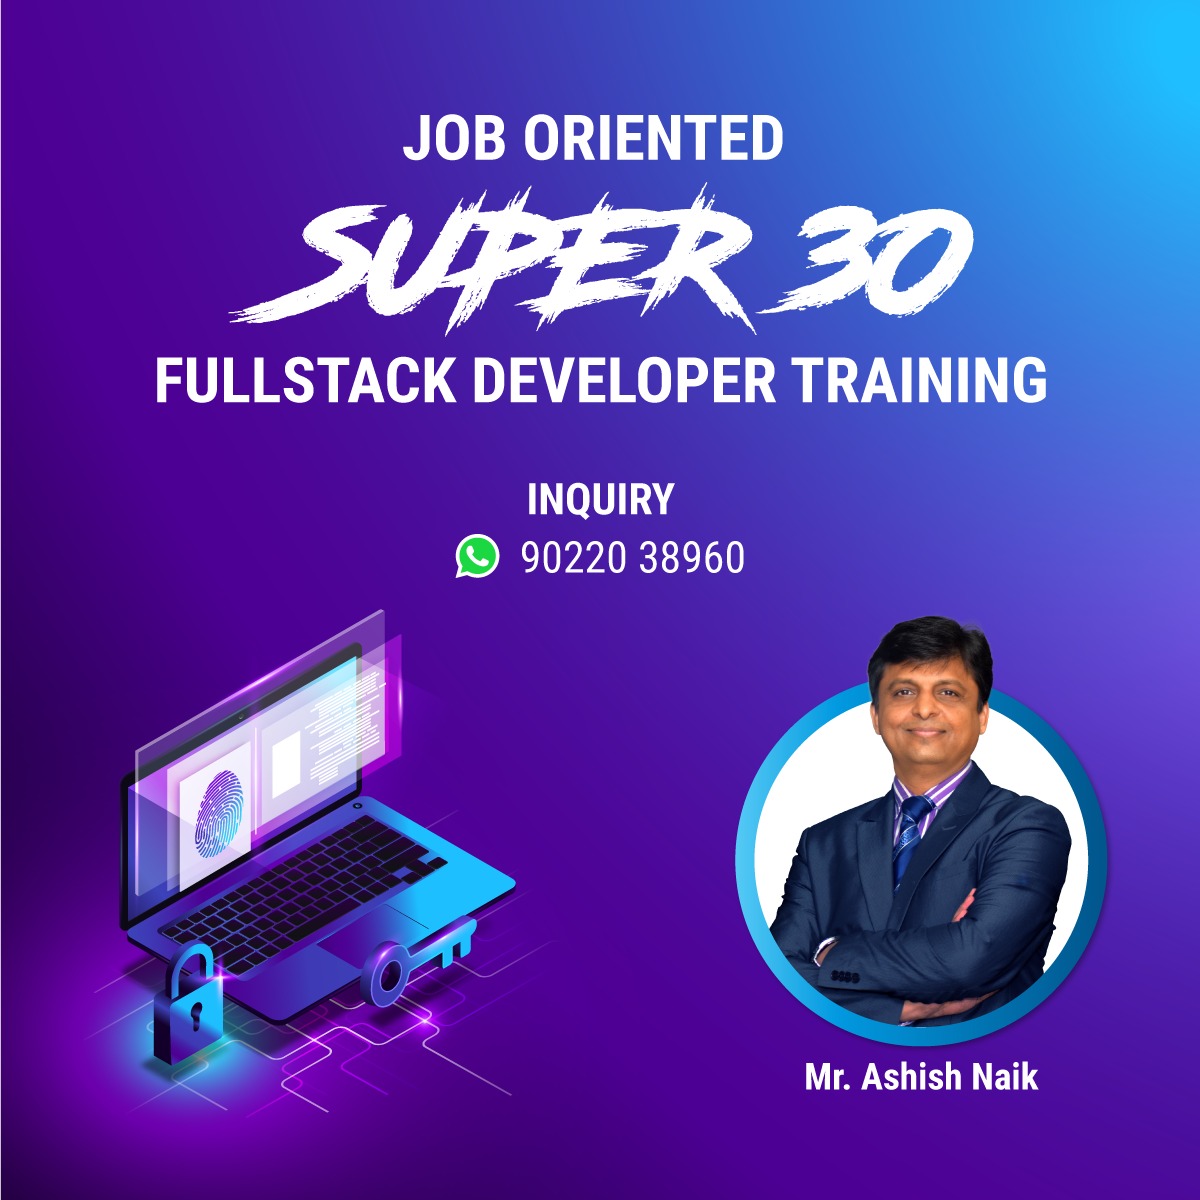 JOB ORIENTED
SUPER 30
FULLSTACK DEVELOPER TRAINING
INQUIRY
90220 38960
Mr. Ashish Naik